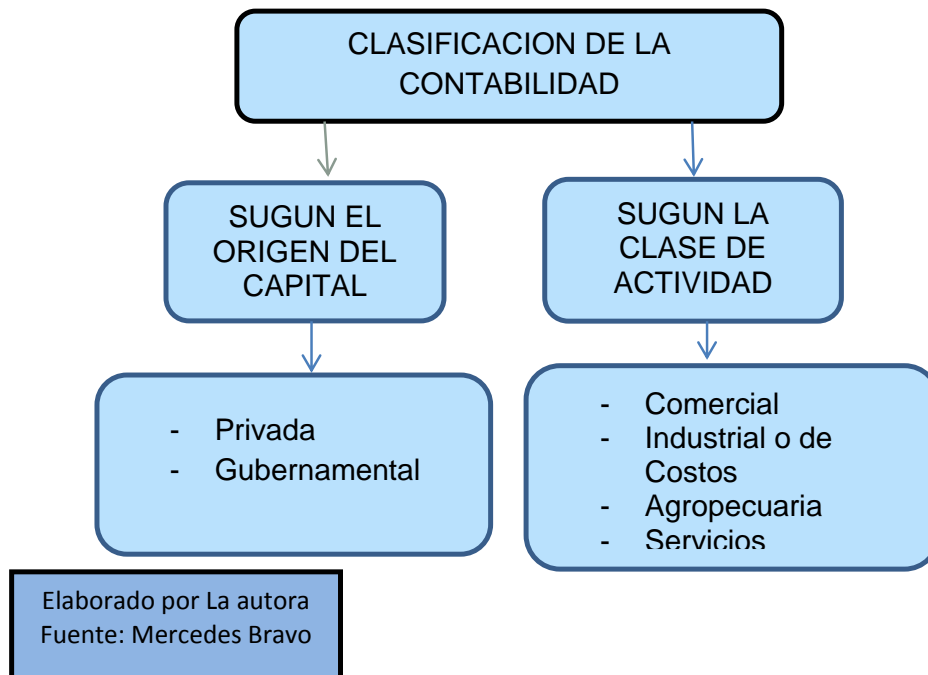 CLASIFICACION DE LA
CONTABILIDAD
SUGUN EL
ORIGEN DEL
CAPITAL
SUGUN LA
CLASE DE
ACTIVIDAD
- Privada
- Gubernamental
- Comercial
- Industrial o de
Costos
- Agropecuaria
- Servicios
Elaborado por La autora
Fuente: Mercedes Bravo